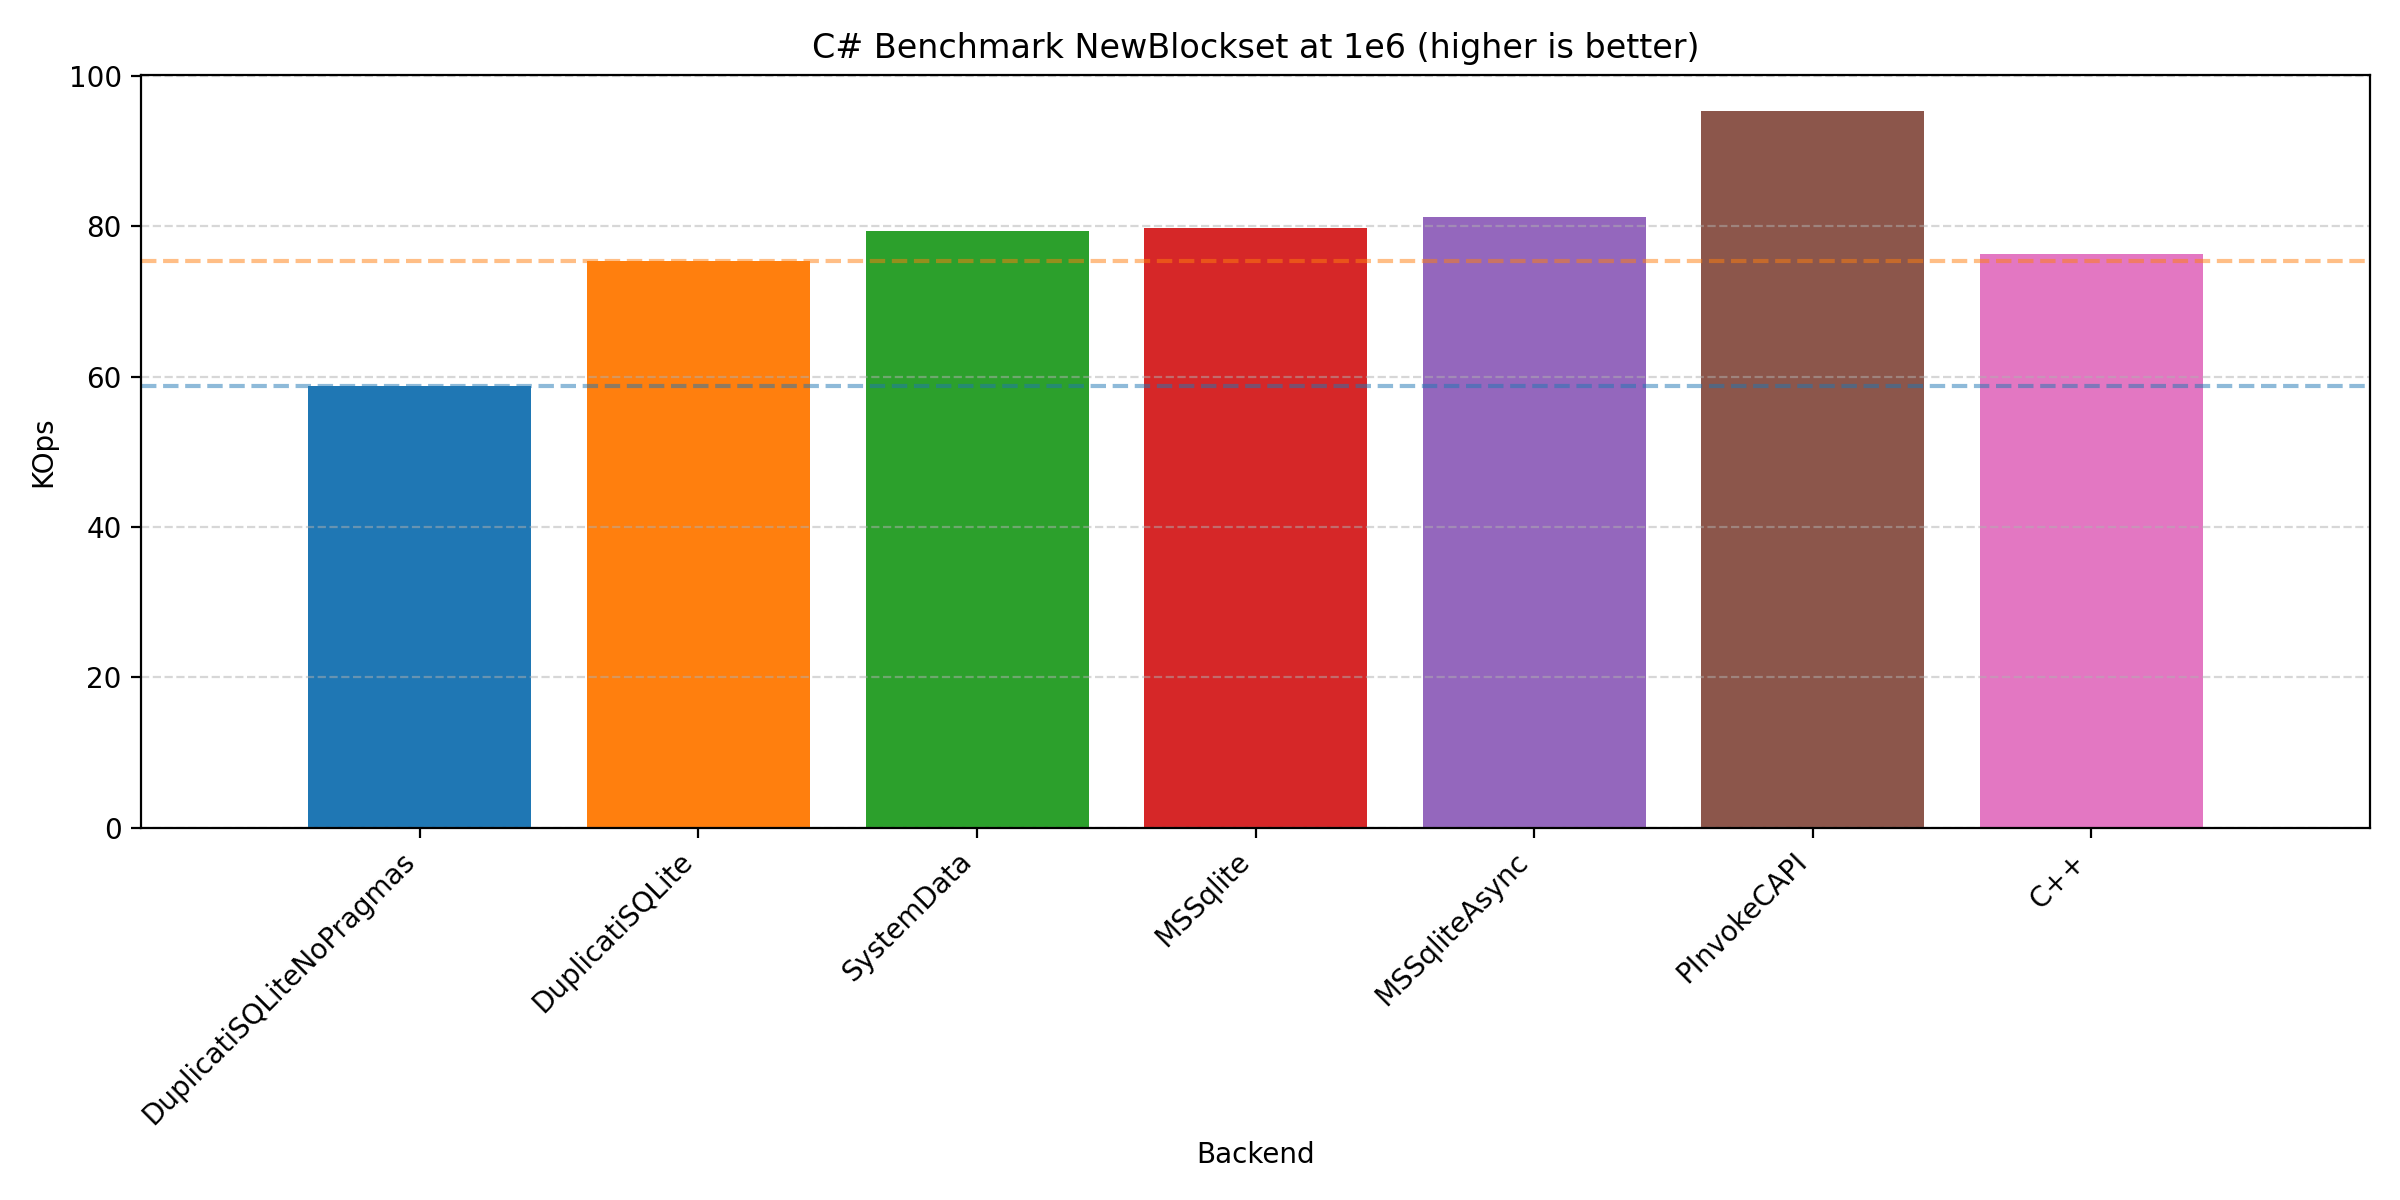 C# Benchmark NewBlockset at 1e6 (higher is better)
100
80
60
40
20
0
KOps
DuplicatiSQLiteNoPragmas
DuplicatiSQLite
SystemData
MSSqlite
MSSqliteAsync
PInvokeCAPI
C++
Backend